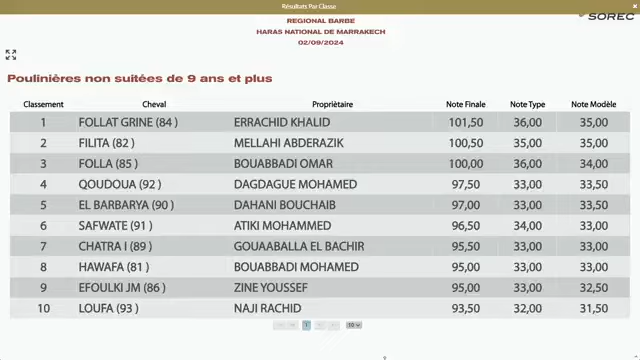 Résultats Par Classe
SOREC
REGIONAL BARBE
HARAS NATIONAL DE MARRAKECH
02/09/2024
Poulinières non suitées de 9 ans et plus
Classement Cheval Propriètaire Note Finale Note Type Note Modèle
1 FOLLAT GRINE (84 ) ERRACHID KHALID 101,50 36,00 35,00
2 FILITA (82 ) MELLAHI ABDERAZIK 100,50 35,00 35,00
3 FOLLA (85 ) BOUABBADI OMAR 100,00 36,00 34,00
4 QOUDOUA (92 ) DAGDAGUE MOHAMED 97,50 33,00 33,50
5 EL BARBARYA (90 ) DAHANI BOUCHAIB 97,00 33,00 33,50
6 SAFWATE (91 ) ATIKI MOHAMMED 96,50 34,00 33,00
7 CHATRA I (89 ) GOUAABALLA EL BACHIR 95,50 33,00 33,00
8 HAWAFA (81 ) BOUABBADI MOHAMED 95,00 33,00 33,00
9 EFOULKI JM (86 ) ZINE YOUSSEF 95,00 33,00 32,50
10 LOUFA (93 ) NAJI RACHID 93,50 32,00 31,50
1 10